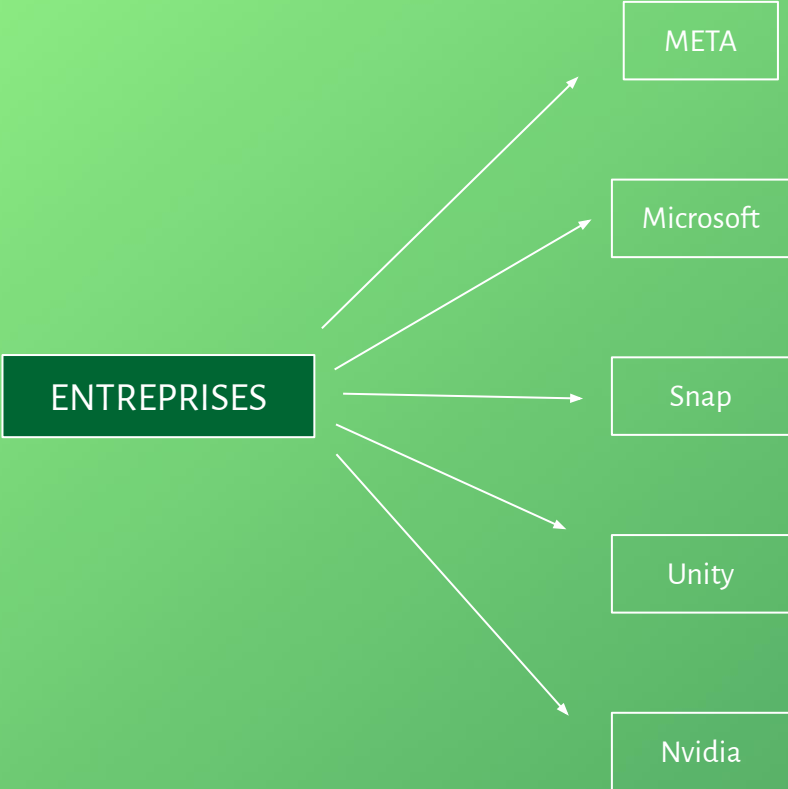 META
Microsoft
ENTREPRISES
Snap
Unity
Nvidia